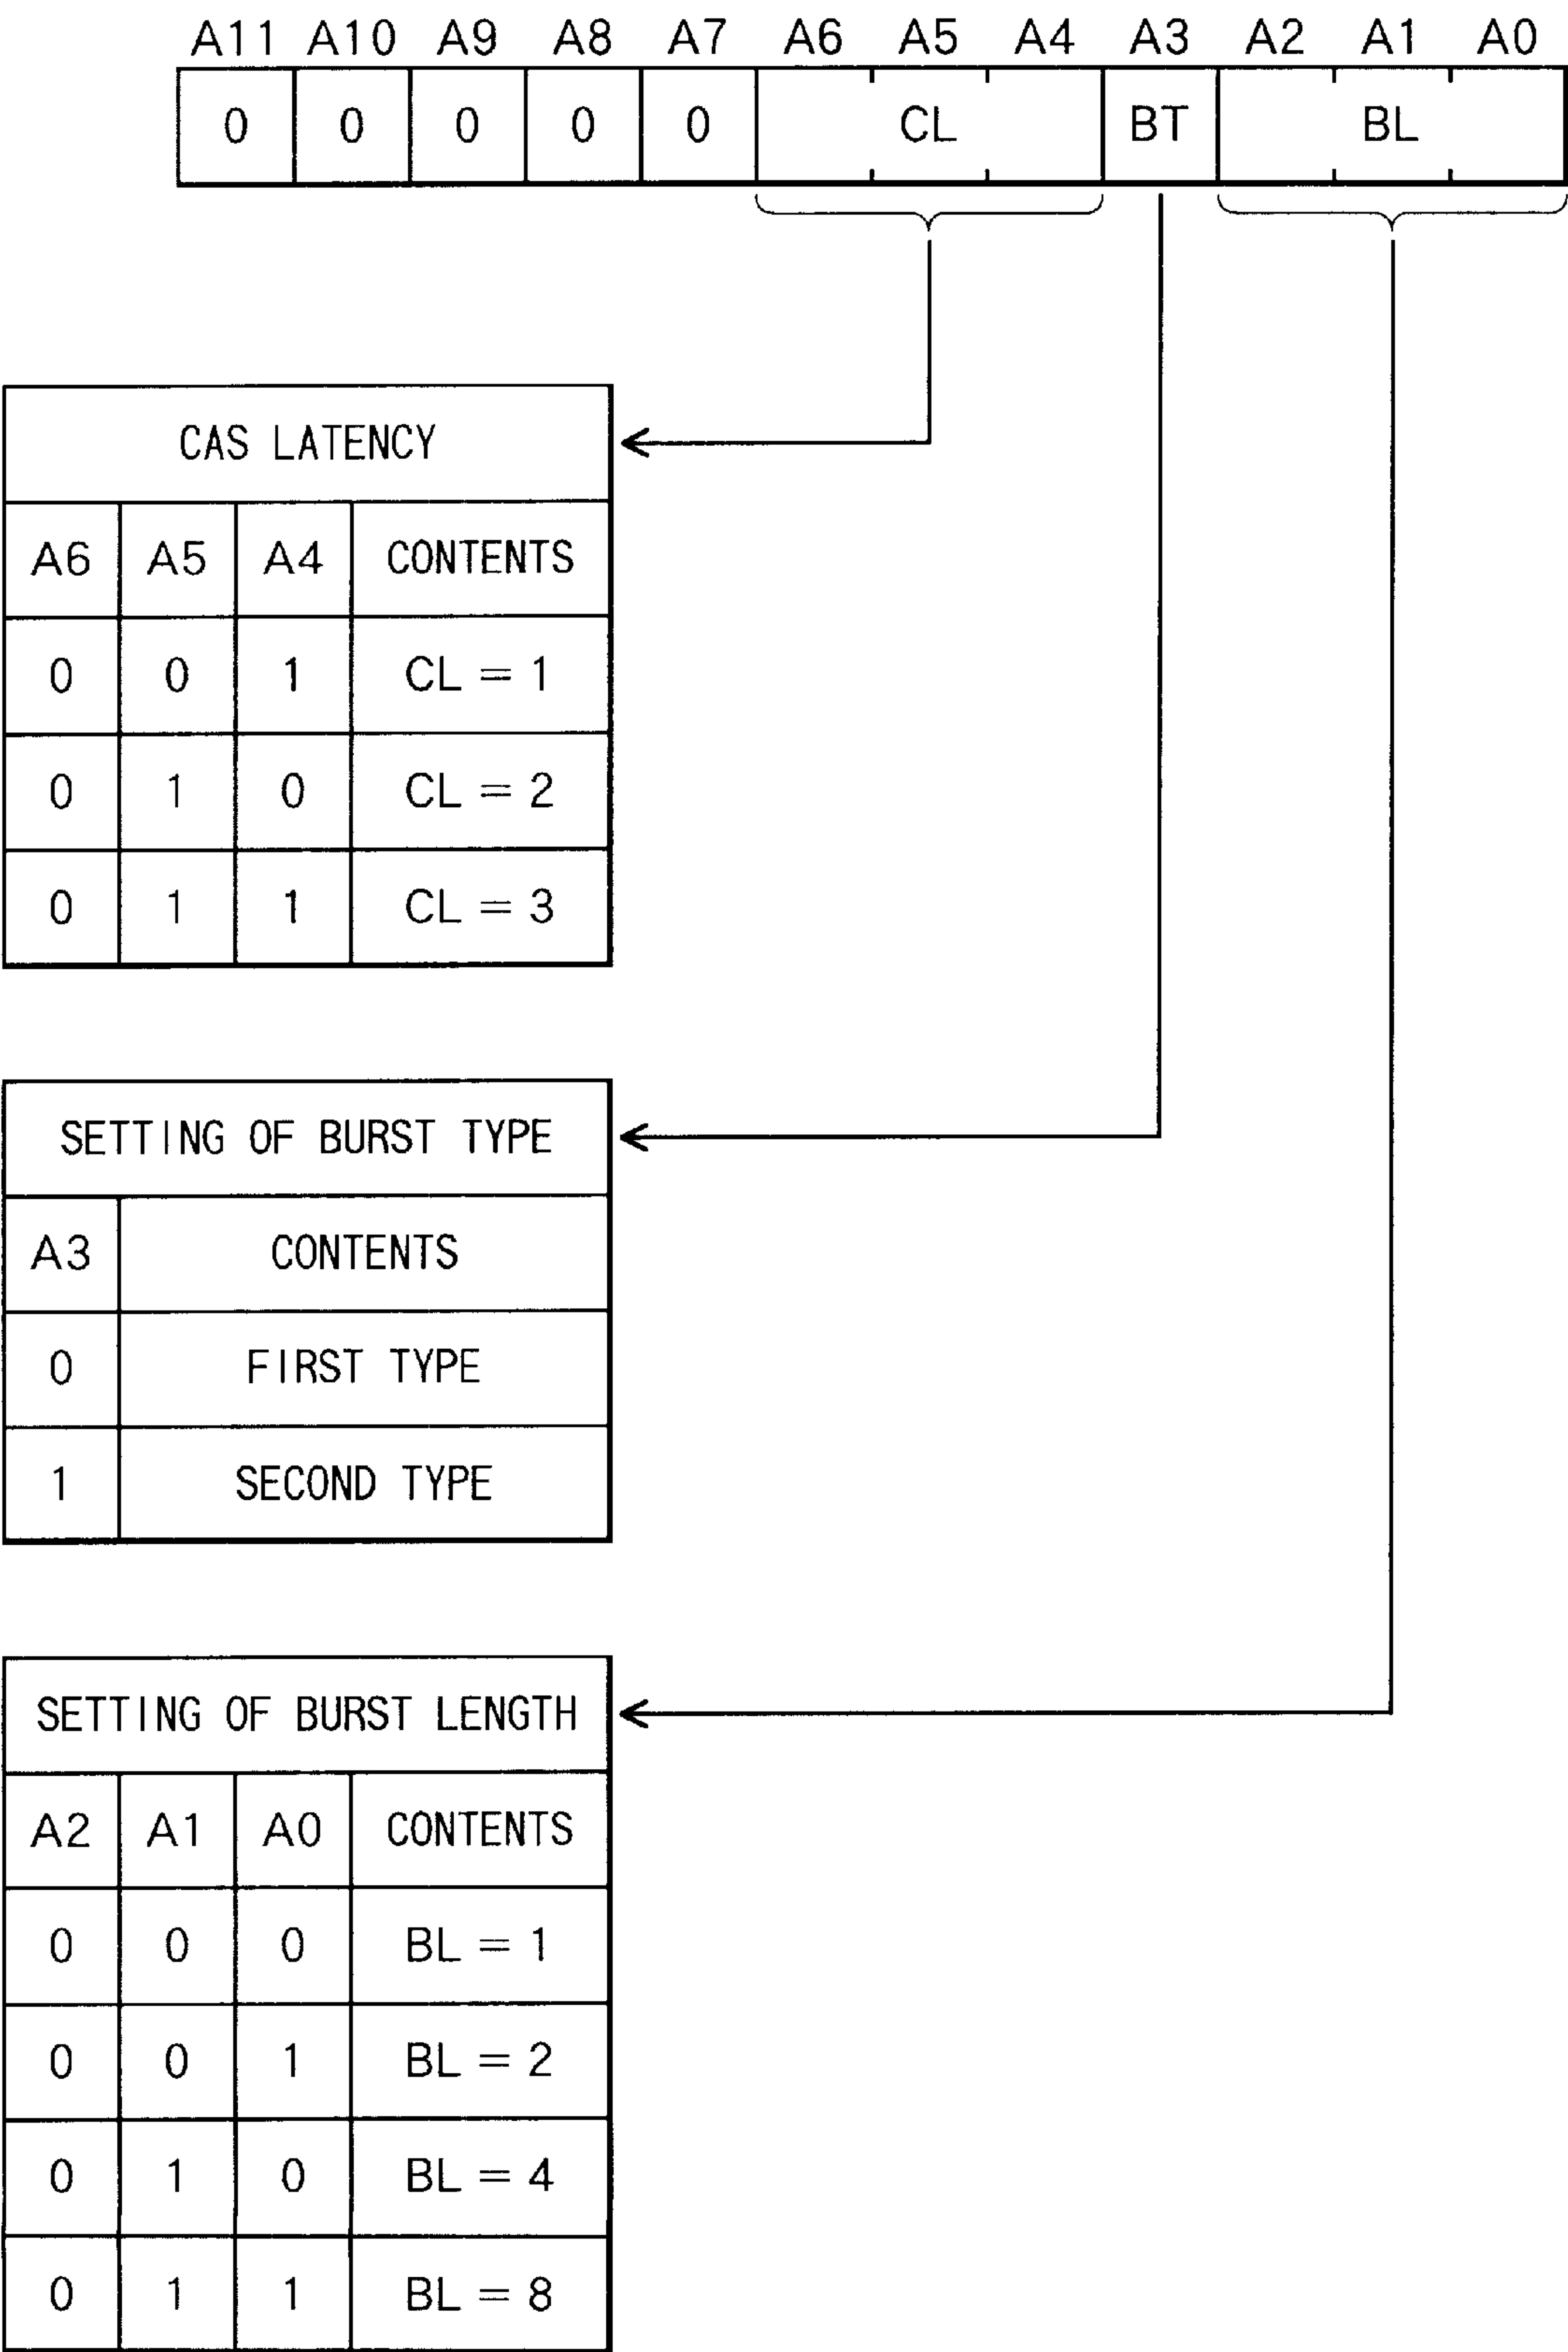 A11 A10 A9 A8 A7 A6 A5 A4 A3 A2 A1 A0
0 0 0 0 0 CL BT BL
CAS LATENCY
A6 A5 A4 CONTENTS
0 0 1 CL = 1
0 1 0 CL = 2
0 1 1 CL = 3
SETTING OF BURST TYPE
A3 CONTENTS
0 FIRST TYPE
1 SECOND TYPE
SETTING OF BURST LENGTH
A2 A1 A0 CONTENTS
0 0 0 BL = 1
0 0 1 BL = 2
0 1 0 BL = 4
0 1 1 BL = 8